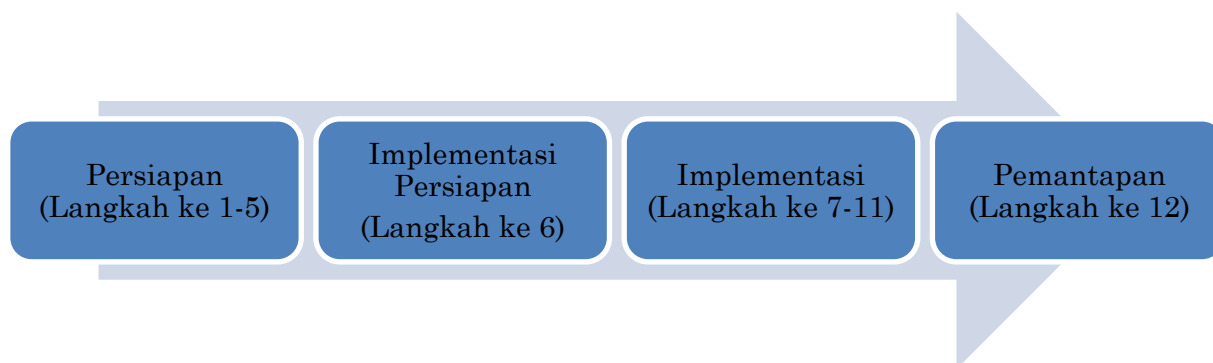 Persiapan
(Langkah ke 1-5)
Implementasi
Persiapan
(Langkah ke 6)
Implementasi
(Langkah ke 7-11)
Pemantapan
(Langkah ke 12)